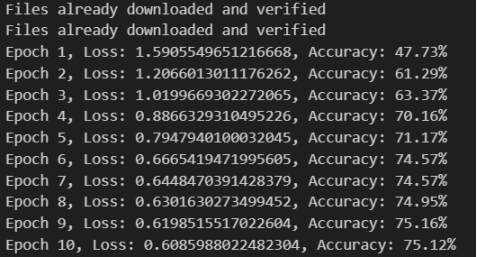 Files already downloaded and verified
Files already downloaded and verified
Epoch 1, Loss: 1.5905549651216668, Accuracy: 47.73%
Epoch 2, Loss: 1.2066013011176262, Accuracy: 61.29%
Epoch 3, Loss: 1.0199669302272065, Accuracy: 63.37%
Epoch 4, Loss: 0.8866329310495226, Accuracy: 70.16%
Epoch 5, Loss: 0.7947940100032045, Accuracy: 71.17%
Epoch 6, Loss: 0.6665419471995605, Accuracy: 74.57%
Epoch 7, Loss: 0.6448470391428379, Accuracy: 74.57%
Epoch 8, Loss: 0.6301630273499452, Accuracy: 74.95%
Epoch 9, Loss: 0.6198515517022604, Accuracy: 75.16%
Epoch 10, Loss: 0.6085988022482304, Accuracy: 75.12%